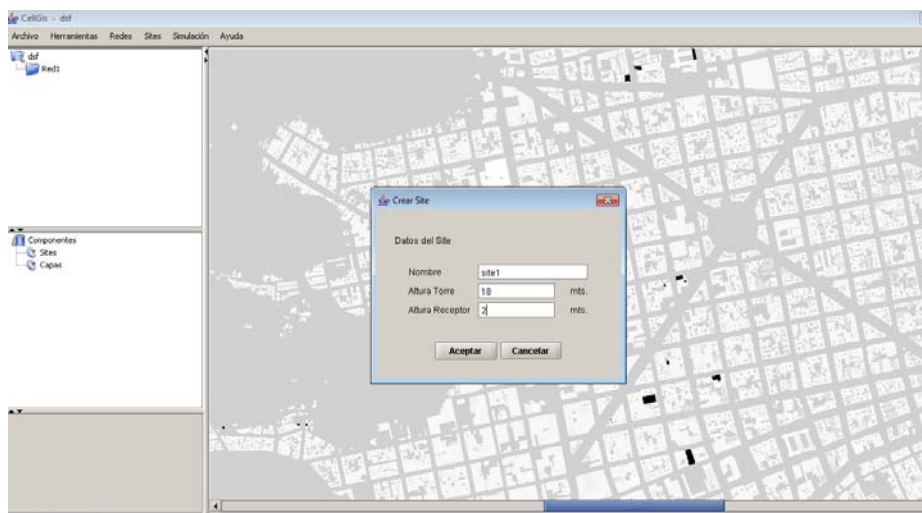 CellGis - dsf
Archivo Herramientas Redes Sites Simulación Ayuda
dsf
Red1
Componentes
Sites
Capas
Crear Site
Datos del Site
Nombre site1
Altura Torre 10 mts.
Altura Receptor 2 mts.
Aceptar Cancelar